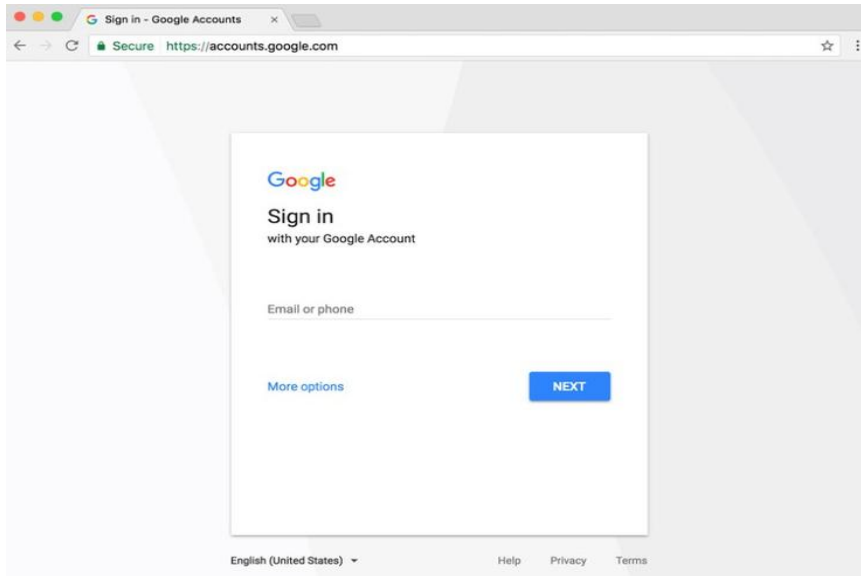 Sign in - Google Accounts
Secure https://accounts.google.com
Google
Sign in
with your Google Account
Email or phone
More options NEXT
English (United States) Help Privacy Terms